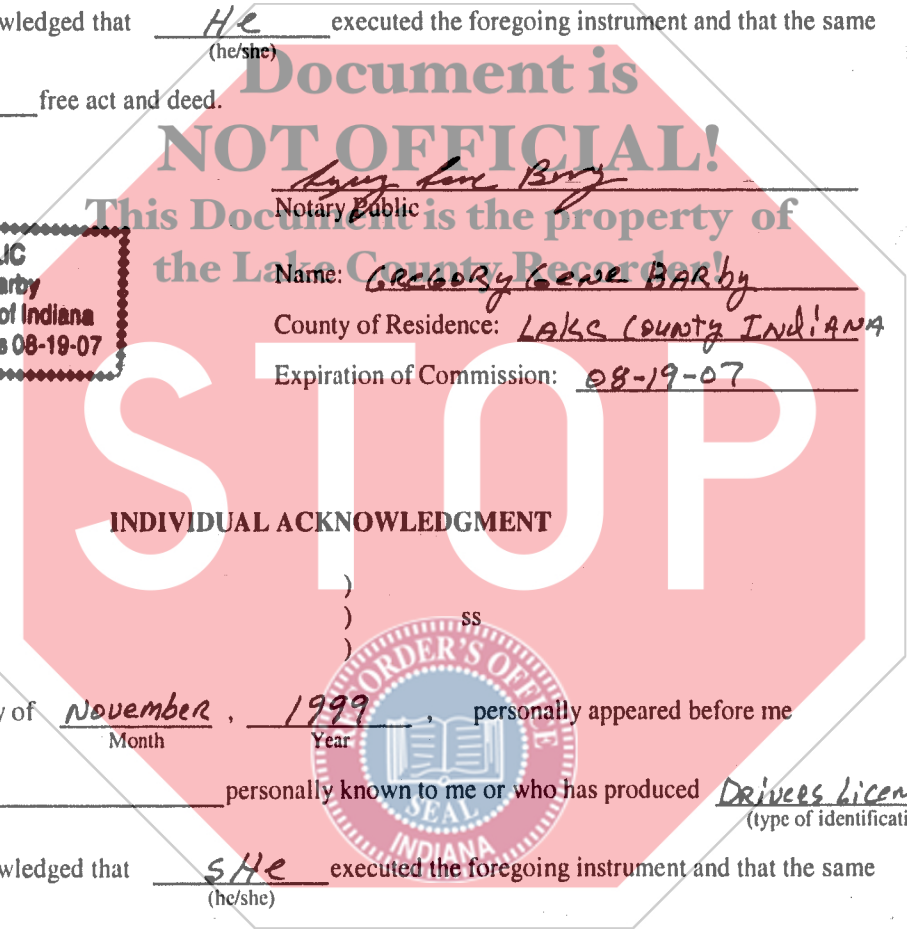 wledged that He executed the foregoing instrument and that the same
(he/she)
Document is
free act and deed.
NOT OFFICIAL!
Notary Public
This Document is the property of
the Lake County Recorder!
LIC
arby
of Indiana
s 08-19-07
Name: GREGORY GENE BARby
County of Residence: LAKE COUNTY INdiANA
Expiration of Commission: 08-19-07
STOP
INDIVIDUAL ACKNOWLEDGMENT
)
) ss
)
RECORDER'S OFFICE
y of November , 1999 , personally appeared before me
Month Year
personally known to me or who has produced DRivers Licen
(type of identificati
SEAL
INDIANA
wledged that SHe executed the foregoing instrument and that the same
(he/she)